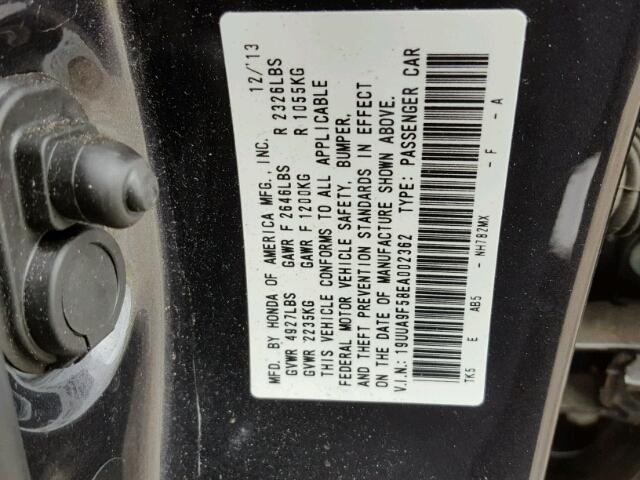 MFD. BY HONDA OF AMERICA MFG., INC. 12/'13
GVWR 4927LBS GAWR F 2646LBS R 2326LBS
GVWR 2235KG GAWR F 1200KG R 1055KG
THIS VEHICLE CONFORMS TO ALL APPLICABLE
FEDERAL MOTOR VEHICLE SAFETY, BUMPER,
AND THEFT PREVENTION STANDARDS IN EFFECT
ON THE DATE OF MANUFACTURE SHOWN ABOVE.
V.I.N.: 19UUA9F58EA002362 TYPE: PASSENGER CAR
TK5 E AB5 - NH782MX - F - A